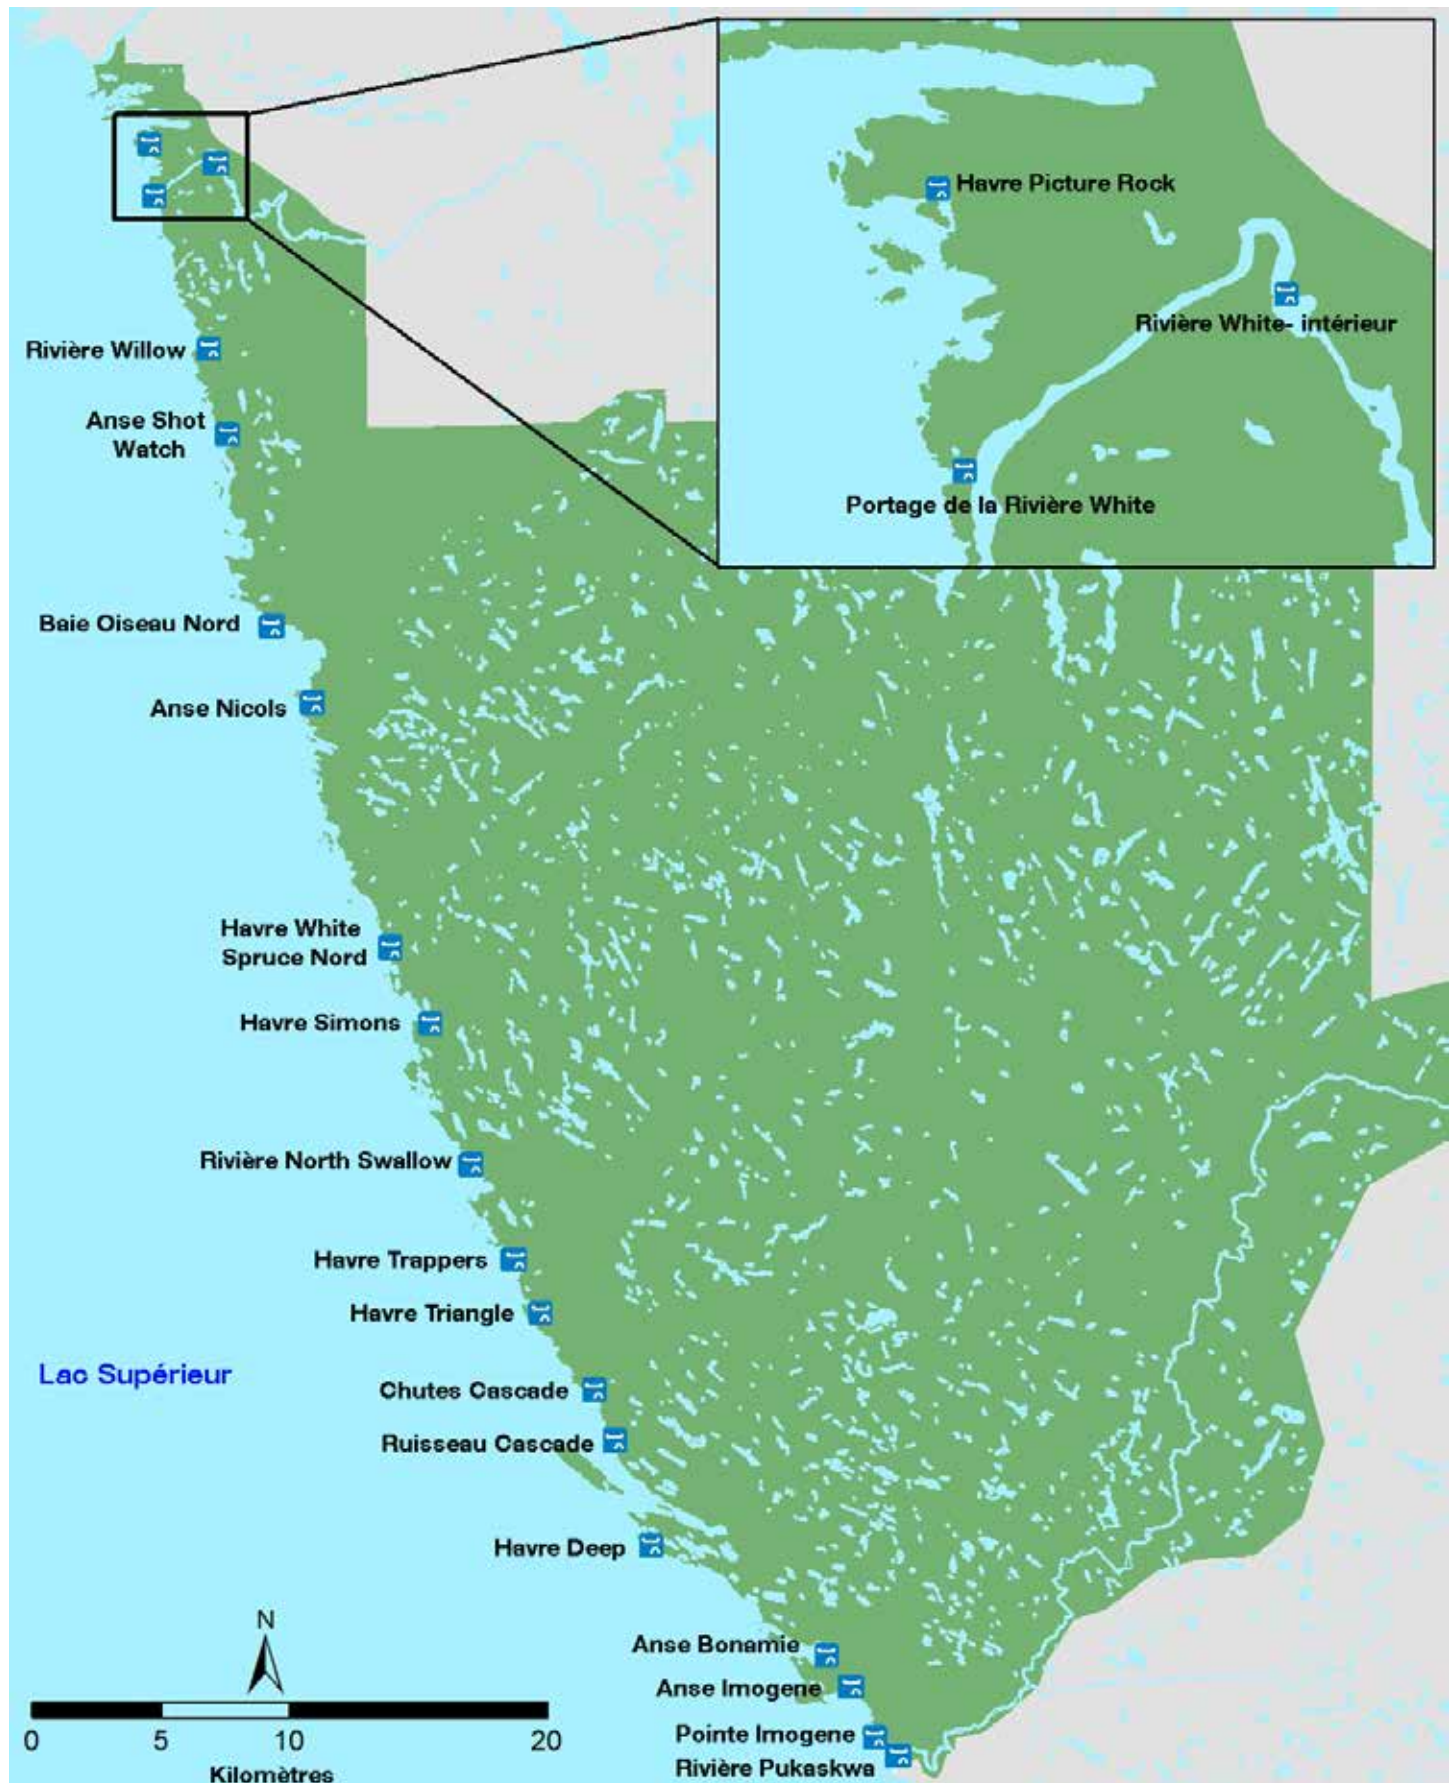 Havre Picture Rock
Rivière White- intérieur
Portage de la Rivière White
Rivière Willow
Anse Shot
Watch
Baie Oiseau Nord
Anse Nicols
Havre White
Spruce Nord
Havre Simons
Rivière North Swallow
Havre Trappers
Havre Triangle
Lac Supérieur
Chutes Cascade
Ruisseau Cascade
Havre Deep
N
Anse Bonamie
Anse Imogene
Pointe Imogene
Rivière Pukaskwa
0 5 10 20
Kilomètres